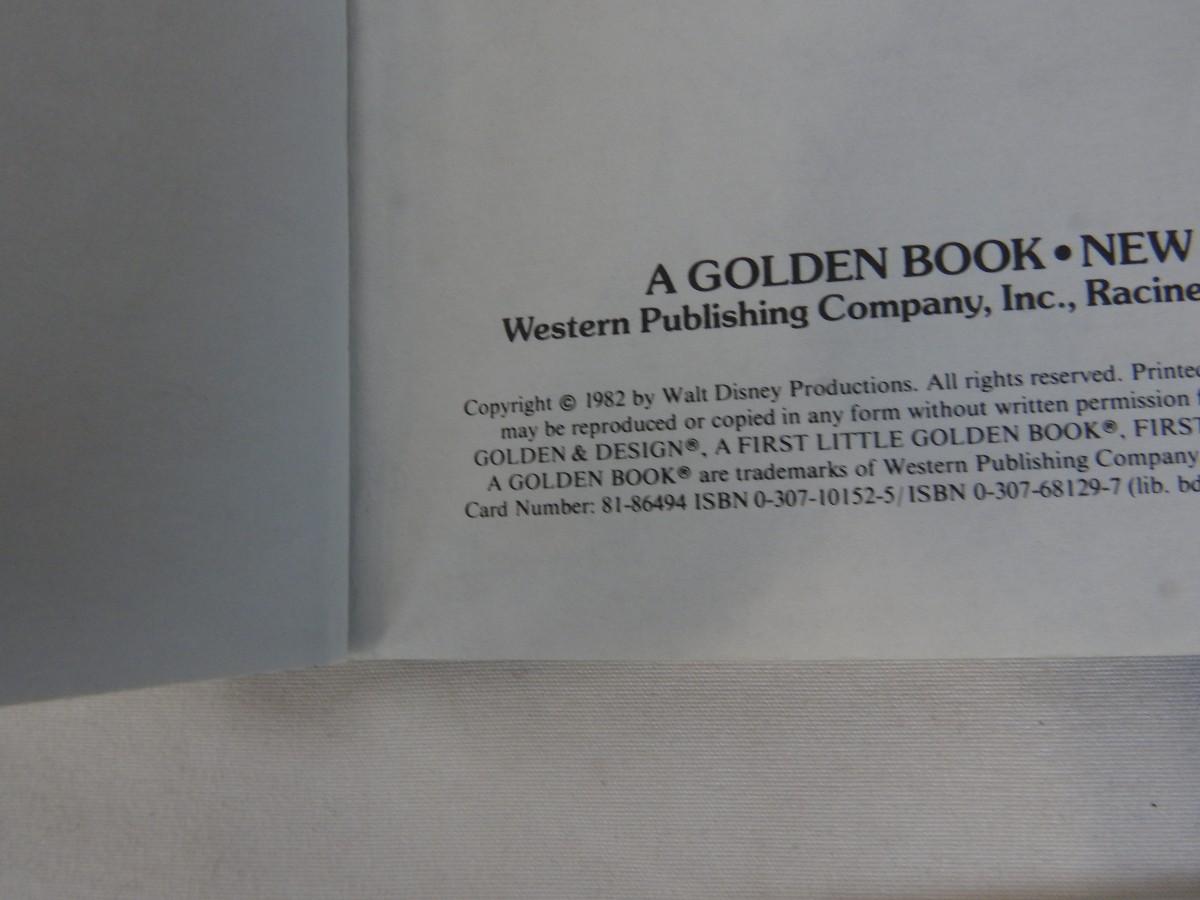 A GOLDEN BOOK • NEW
Western Publishing Company, Inc., Racine
Copyright © 1982 by Walt Disney Productions. All rights reserved. Printed
may be reproduced or copied in any form without written permission
GOLDEN & DESIGN®, A FIRST LITTLE GOLDEN BOOK®, FIRST
A GOLDEN BOOK® are trademarks of Western Publishing Company
Card Number: 81-86494 ISBN 0-307-10152-5/ISBN 0-307-68129-7 (lib. bd